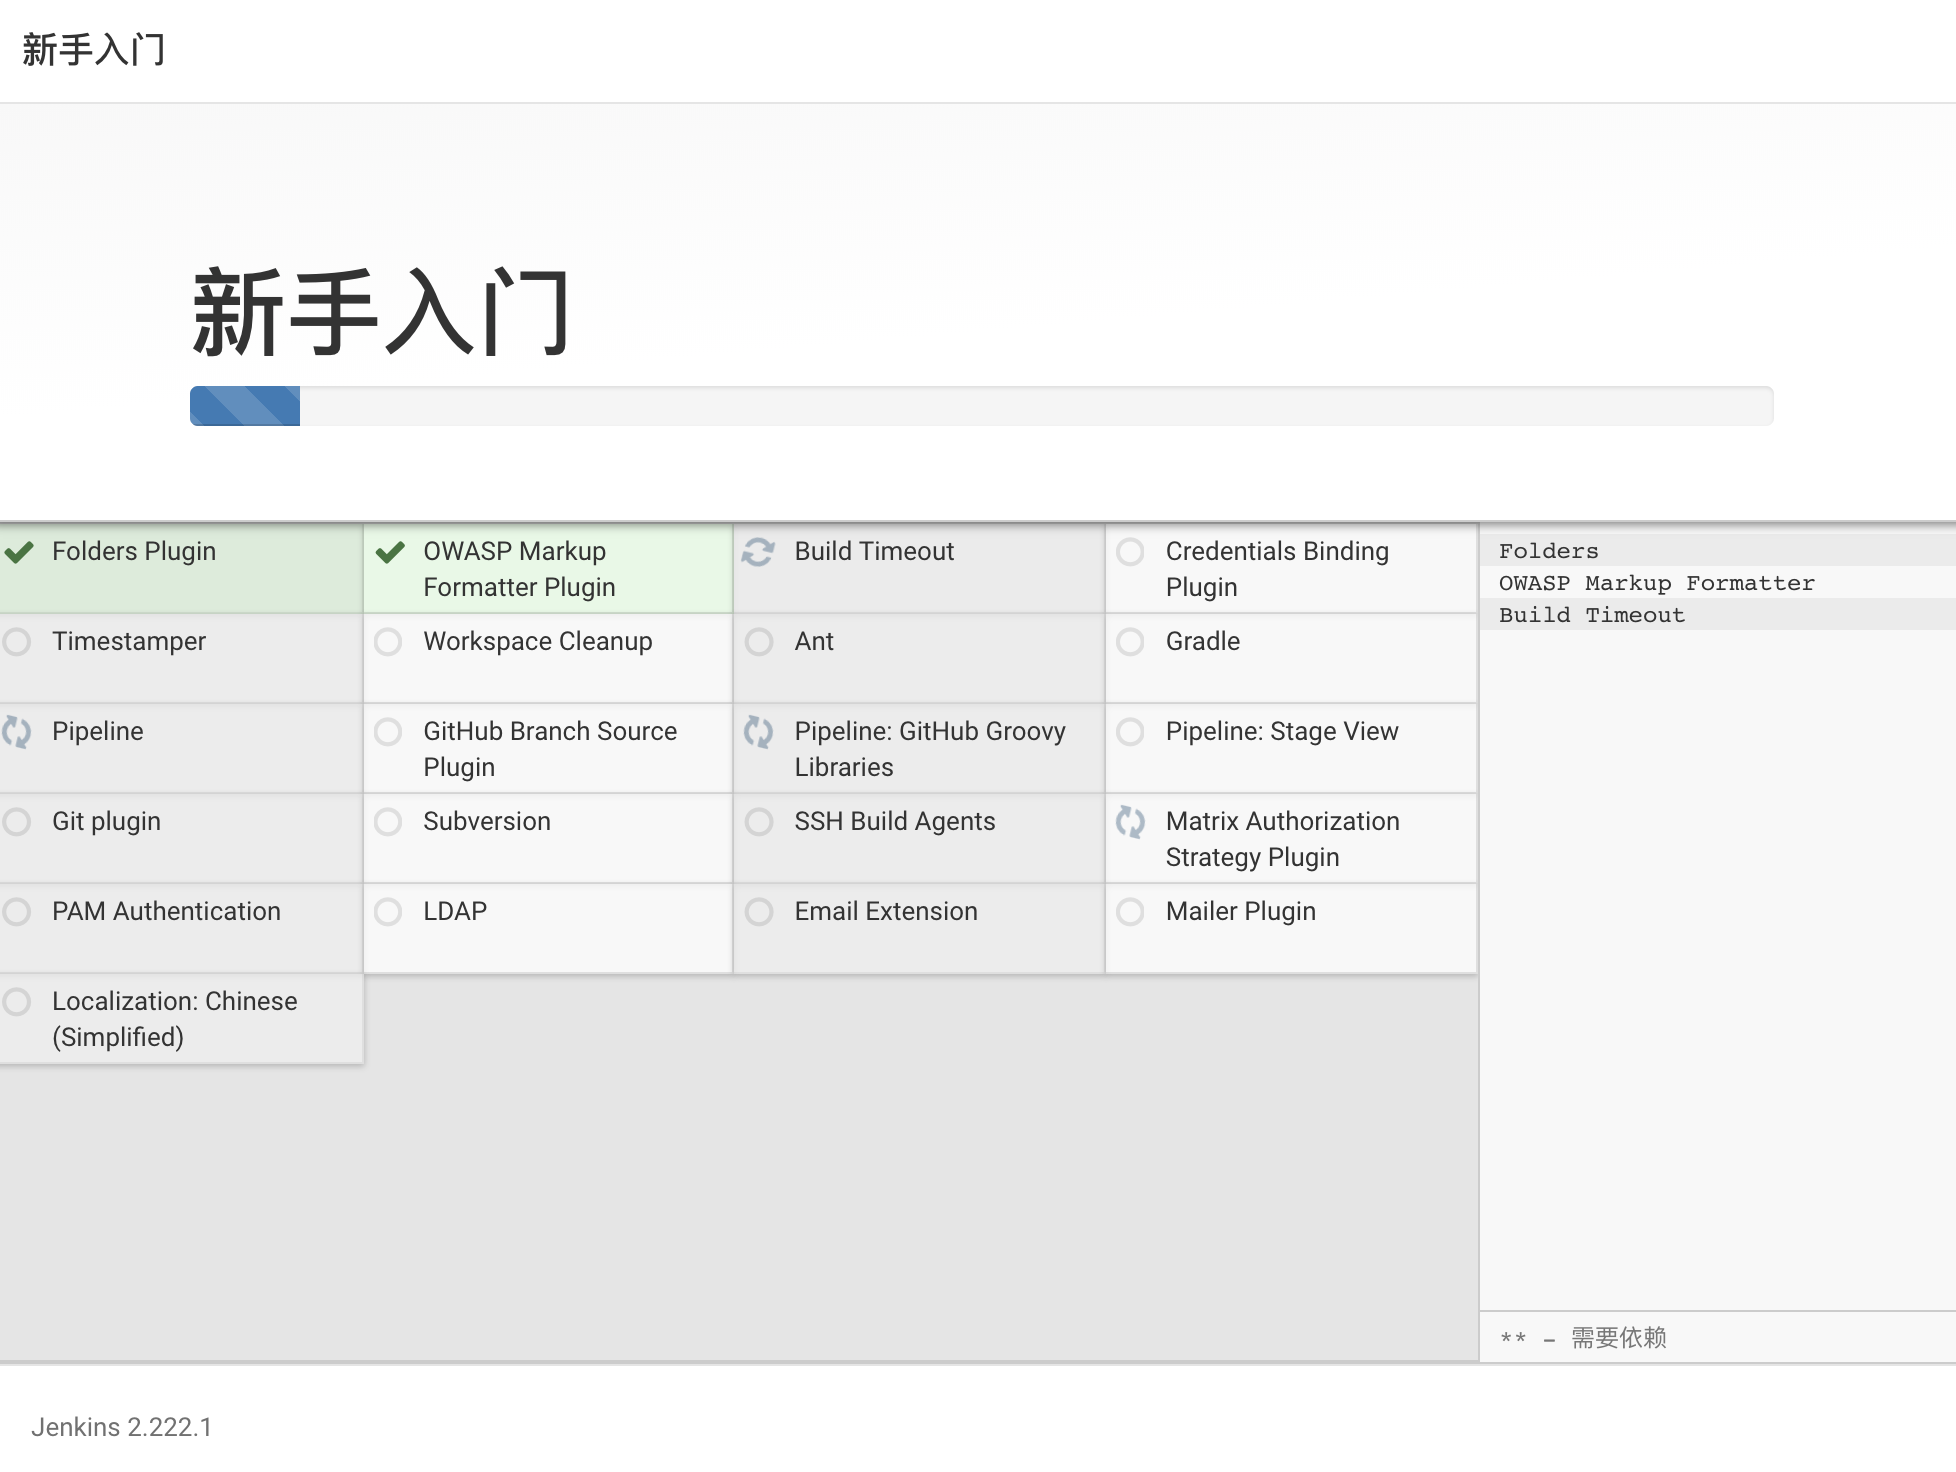 新手入门
新手入门
Folders Plugin
OWASP Markup
Formatter Plugin
Build Timeout
Credentials Binding
Plugin
Timestamper
Workspace Cleanup
Ant
Gradle
Pipeline
GitHub Branch Source
Plugin
Pipeline: GitHub Groovy
Libraries
Pipeline: Stage View
Git plugin
Subversion
SSH Build Agents
Matrix Authorization
Strategy Plugin
PAM Authentication
LDAP
Email Extension
Mailer Plugin
Localization: Chinese
(Simplified)
Folders
OWASP Markup Formatter
Build Timeout
** - 需要依赖
Jenkins 2.222.1